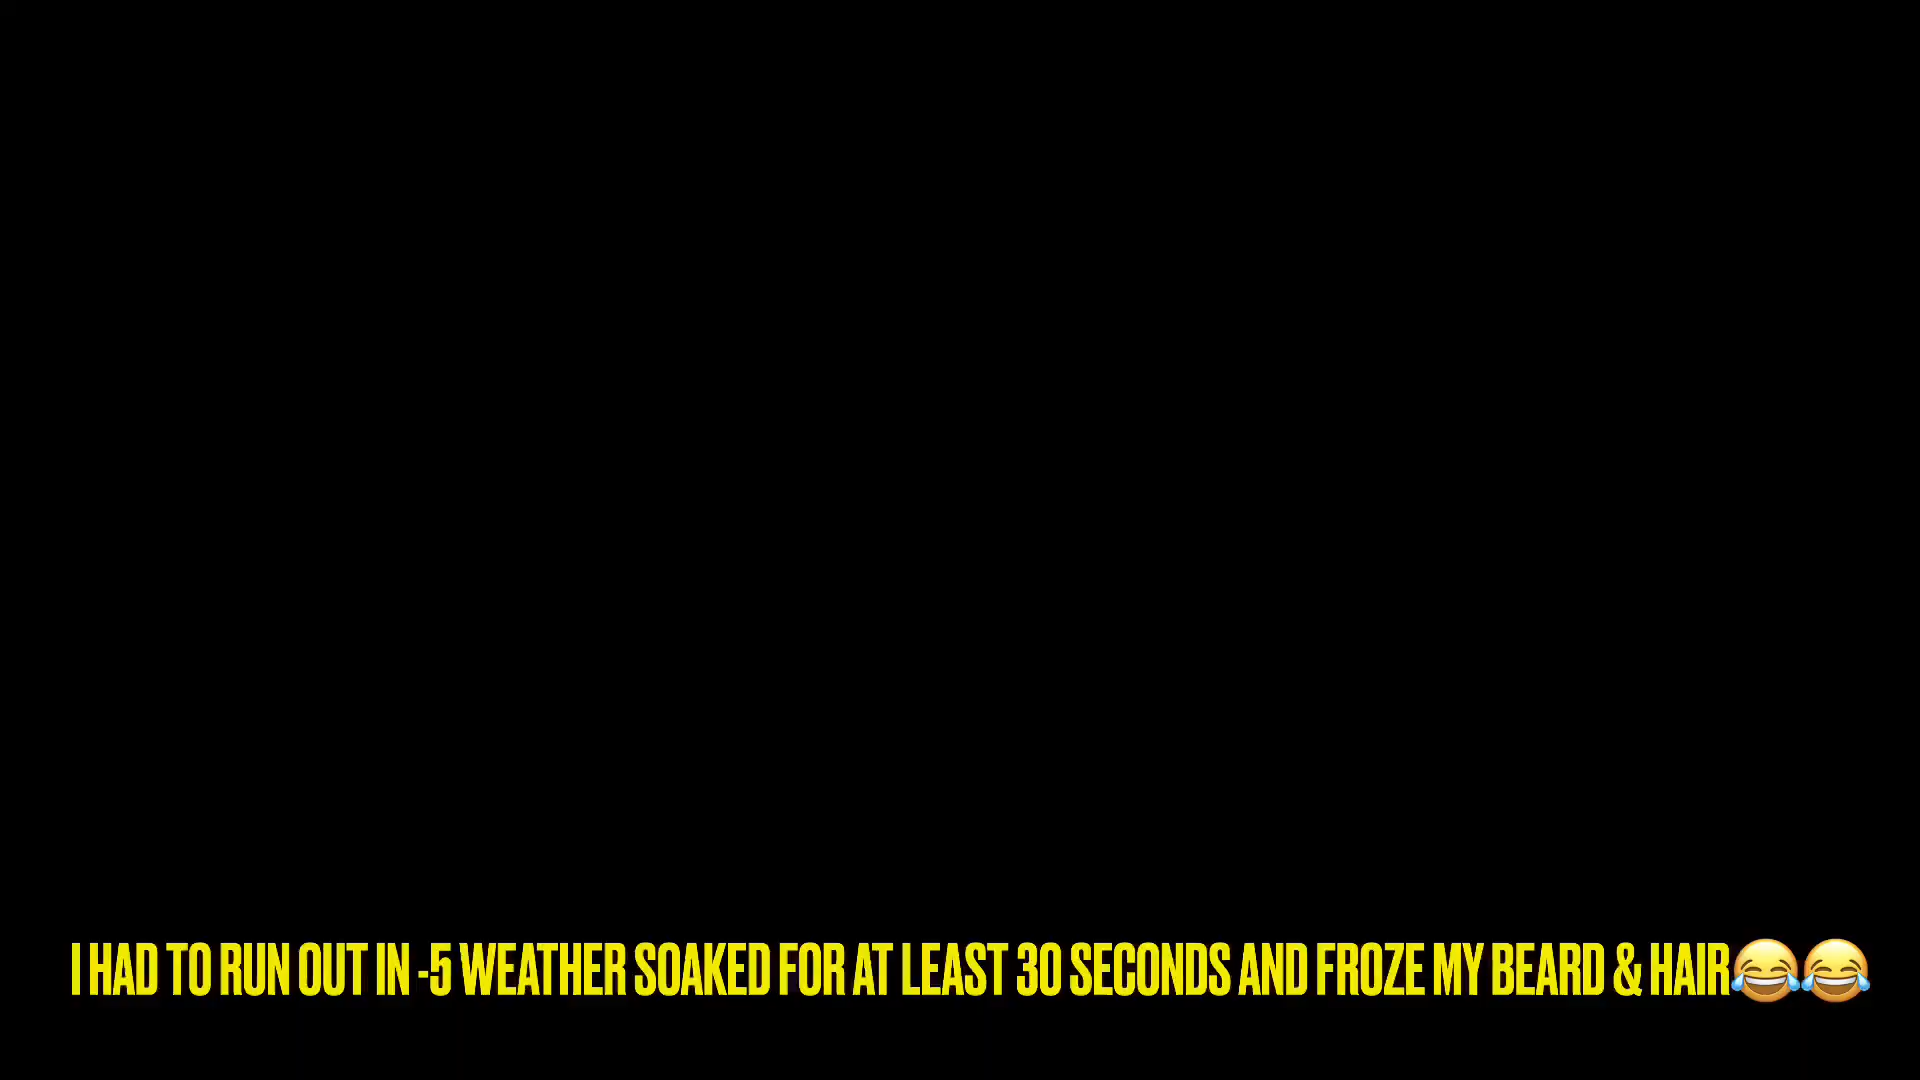 I HAD TO RUN OUT IN -5 WEATHER SOAKED FOR AT LEAST 30 SECONDS AND FROZE MY BEARD & HAIR😂😂